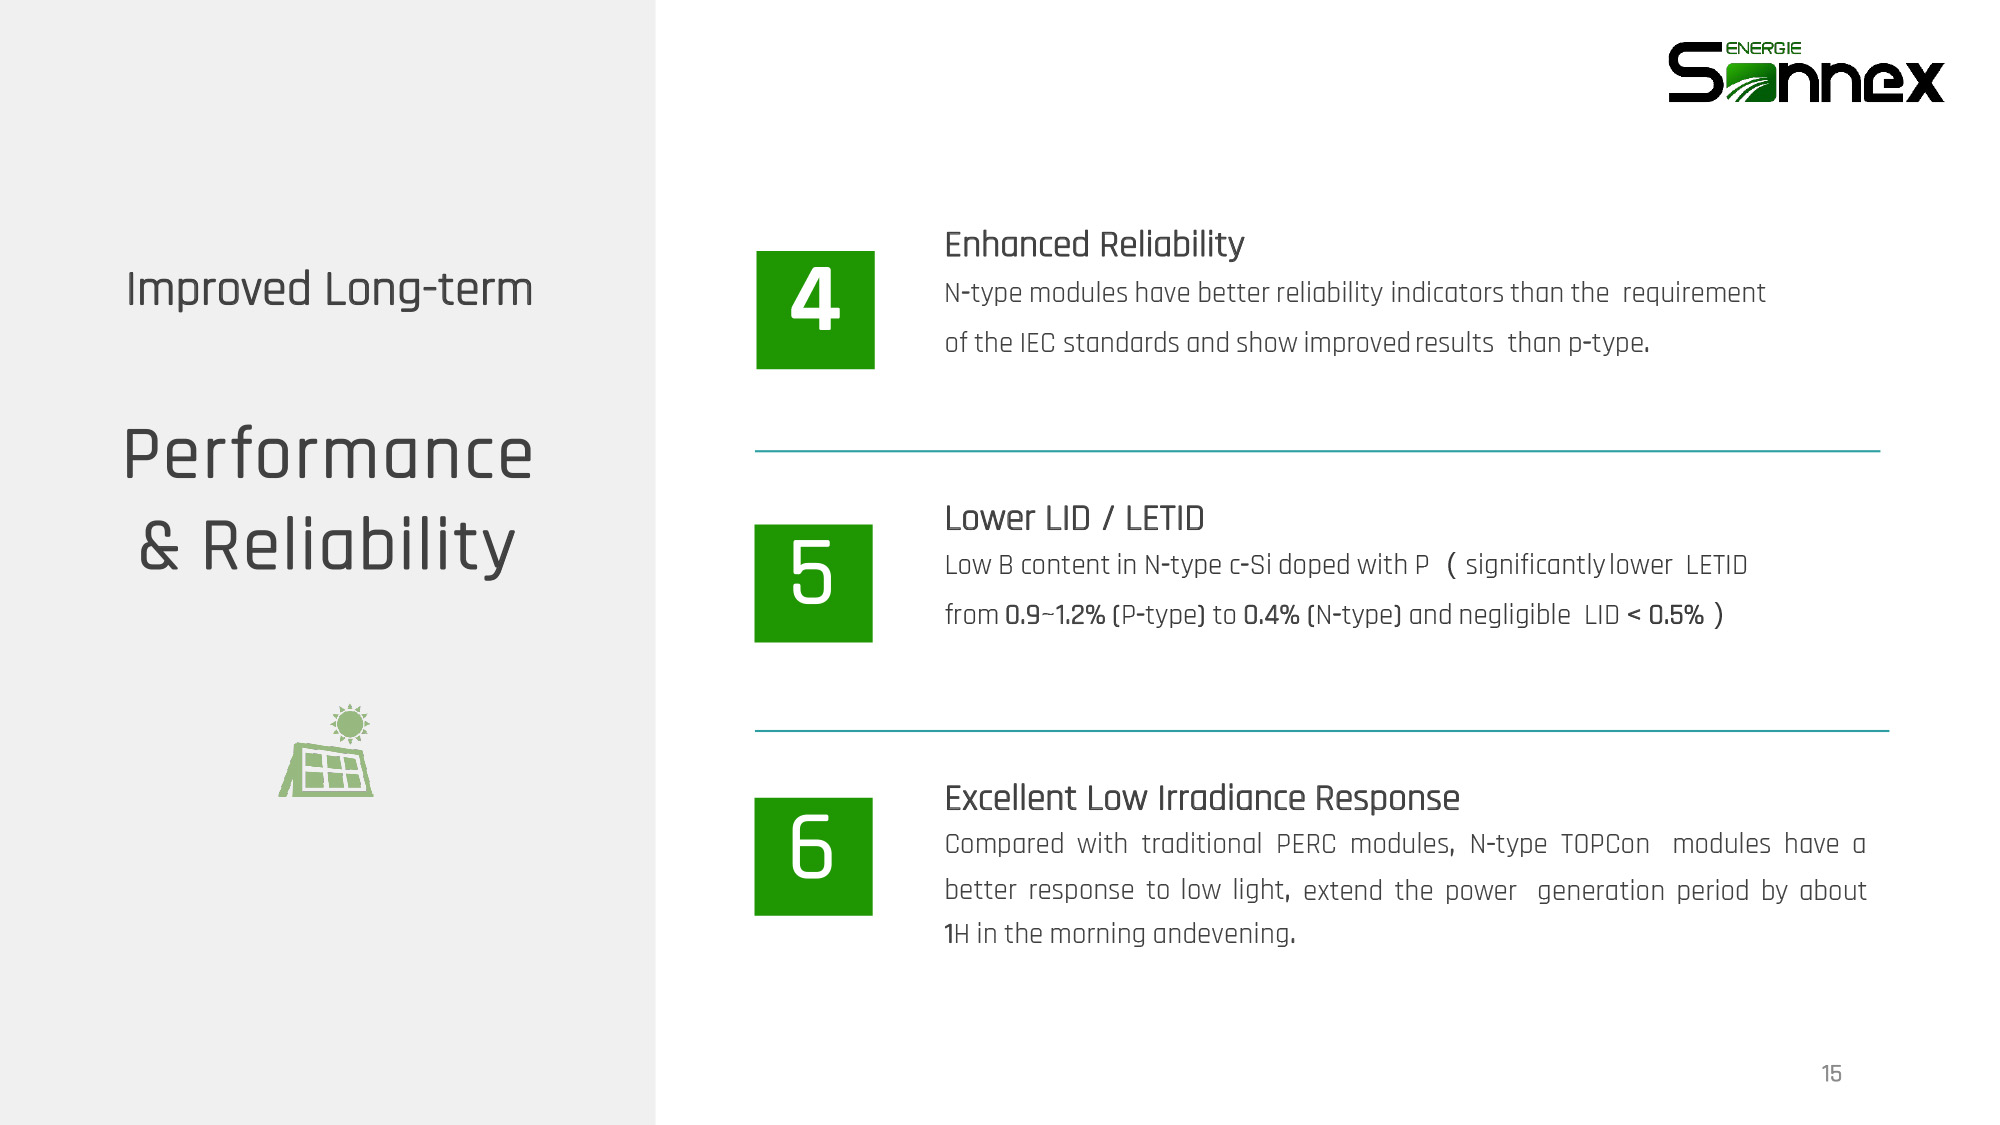 ENERGIE
Sonnex
Improved Long-term
Performance
& Reliability
4
Enhanced Reliability
N-type modules have better reliability indicators than the requirement
of the IEC standards and show improved results than p-type.
5
Lower LID / LETID
Low B content in N-type c-Si doped with P ( significantly lower LETID
from 0.9~1.2% (P-type) to 0.4% (N-type) and negligible LID < 0.5% )
6
Excellent Low Irradiance Response
Compared with traditional PERC modules, N-type TOPCon modules have a
better response to low light, extend the power generation period by about
1H in the morning andevening.
15